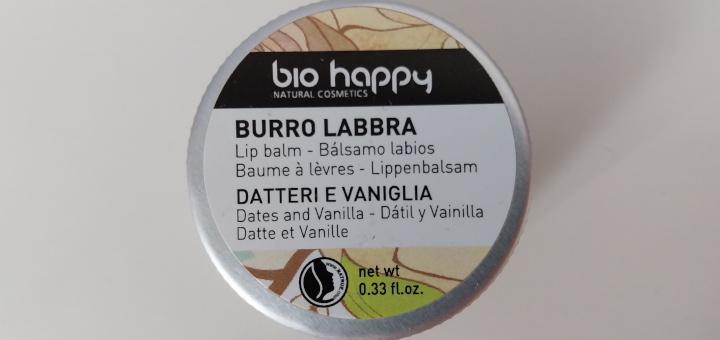 bio happy
NATURAL COSMETICS
BURRO LABBRA
Lip balm - Bálsamo labios
Baume à lèvres - Lippenbalsam
DATTERI E VANIGLIA
Dates and Vanilla - Dátil y Vainilla
Datte et Vanille
net wt
0.33 fl.oz.